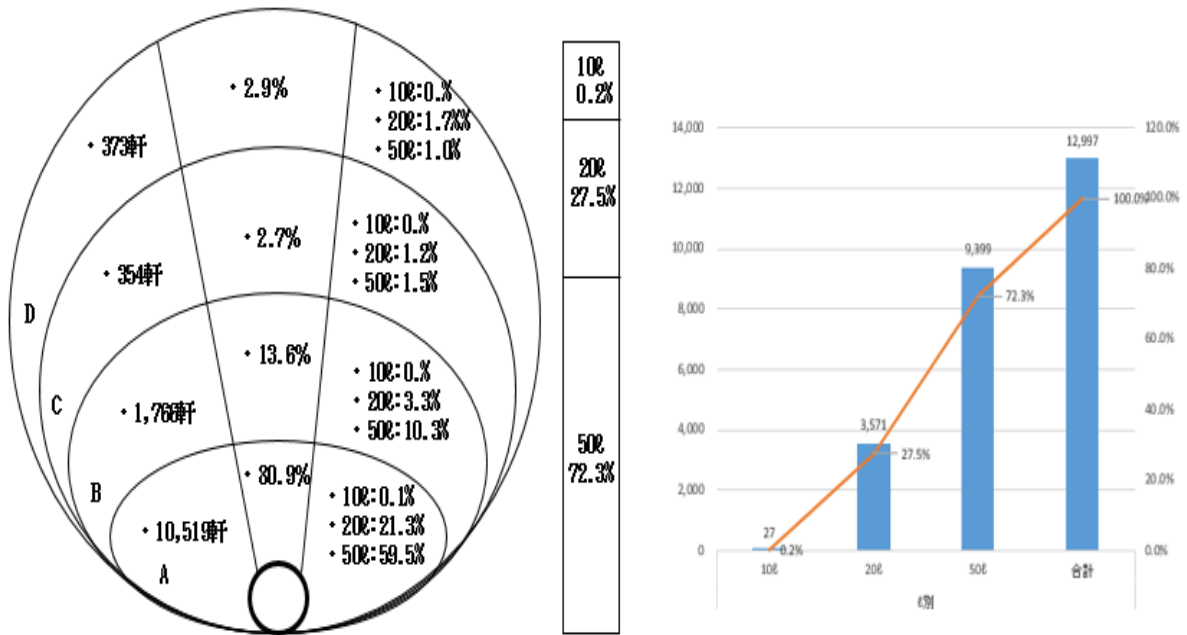 ・2.9%
・10ℓ:0.%
・20ℓ:1.7%%
・50ℓ:1.0%
・373軒
・2.7%
・10ℓ:0.%
・20ℓ:1.2%
・50ℓ:1.5%
・354軒
D
・13.6%
・10ℓ:0.%
・20ℓ:3.3%
・50ℓ:10.3%
C
・80.9%
・10ℓ:0.1%
・20ℓ:21.3%
・50ℓ:59.5%
B
・10,519軒
A
10ℓ
0.2%
20ℓ
27.5%
50ℓ
72.3%
14,000
12,000
10,000
8,000
6,000
4,000
2,000
0
120.0%
100.0%
80.0%
60.0%
40.0%
20.0%
0.0%
27
3,571
9,399
12,997
0.2%
27.5%
72.3%
100.0%
10ℓ
20ℓ
50ℓ
合計
ℓ別